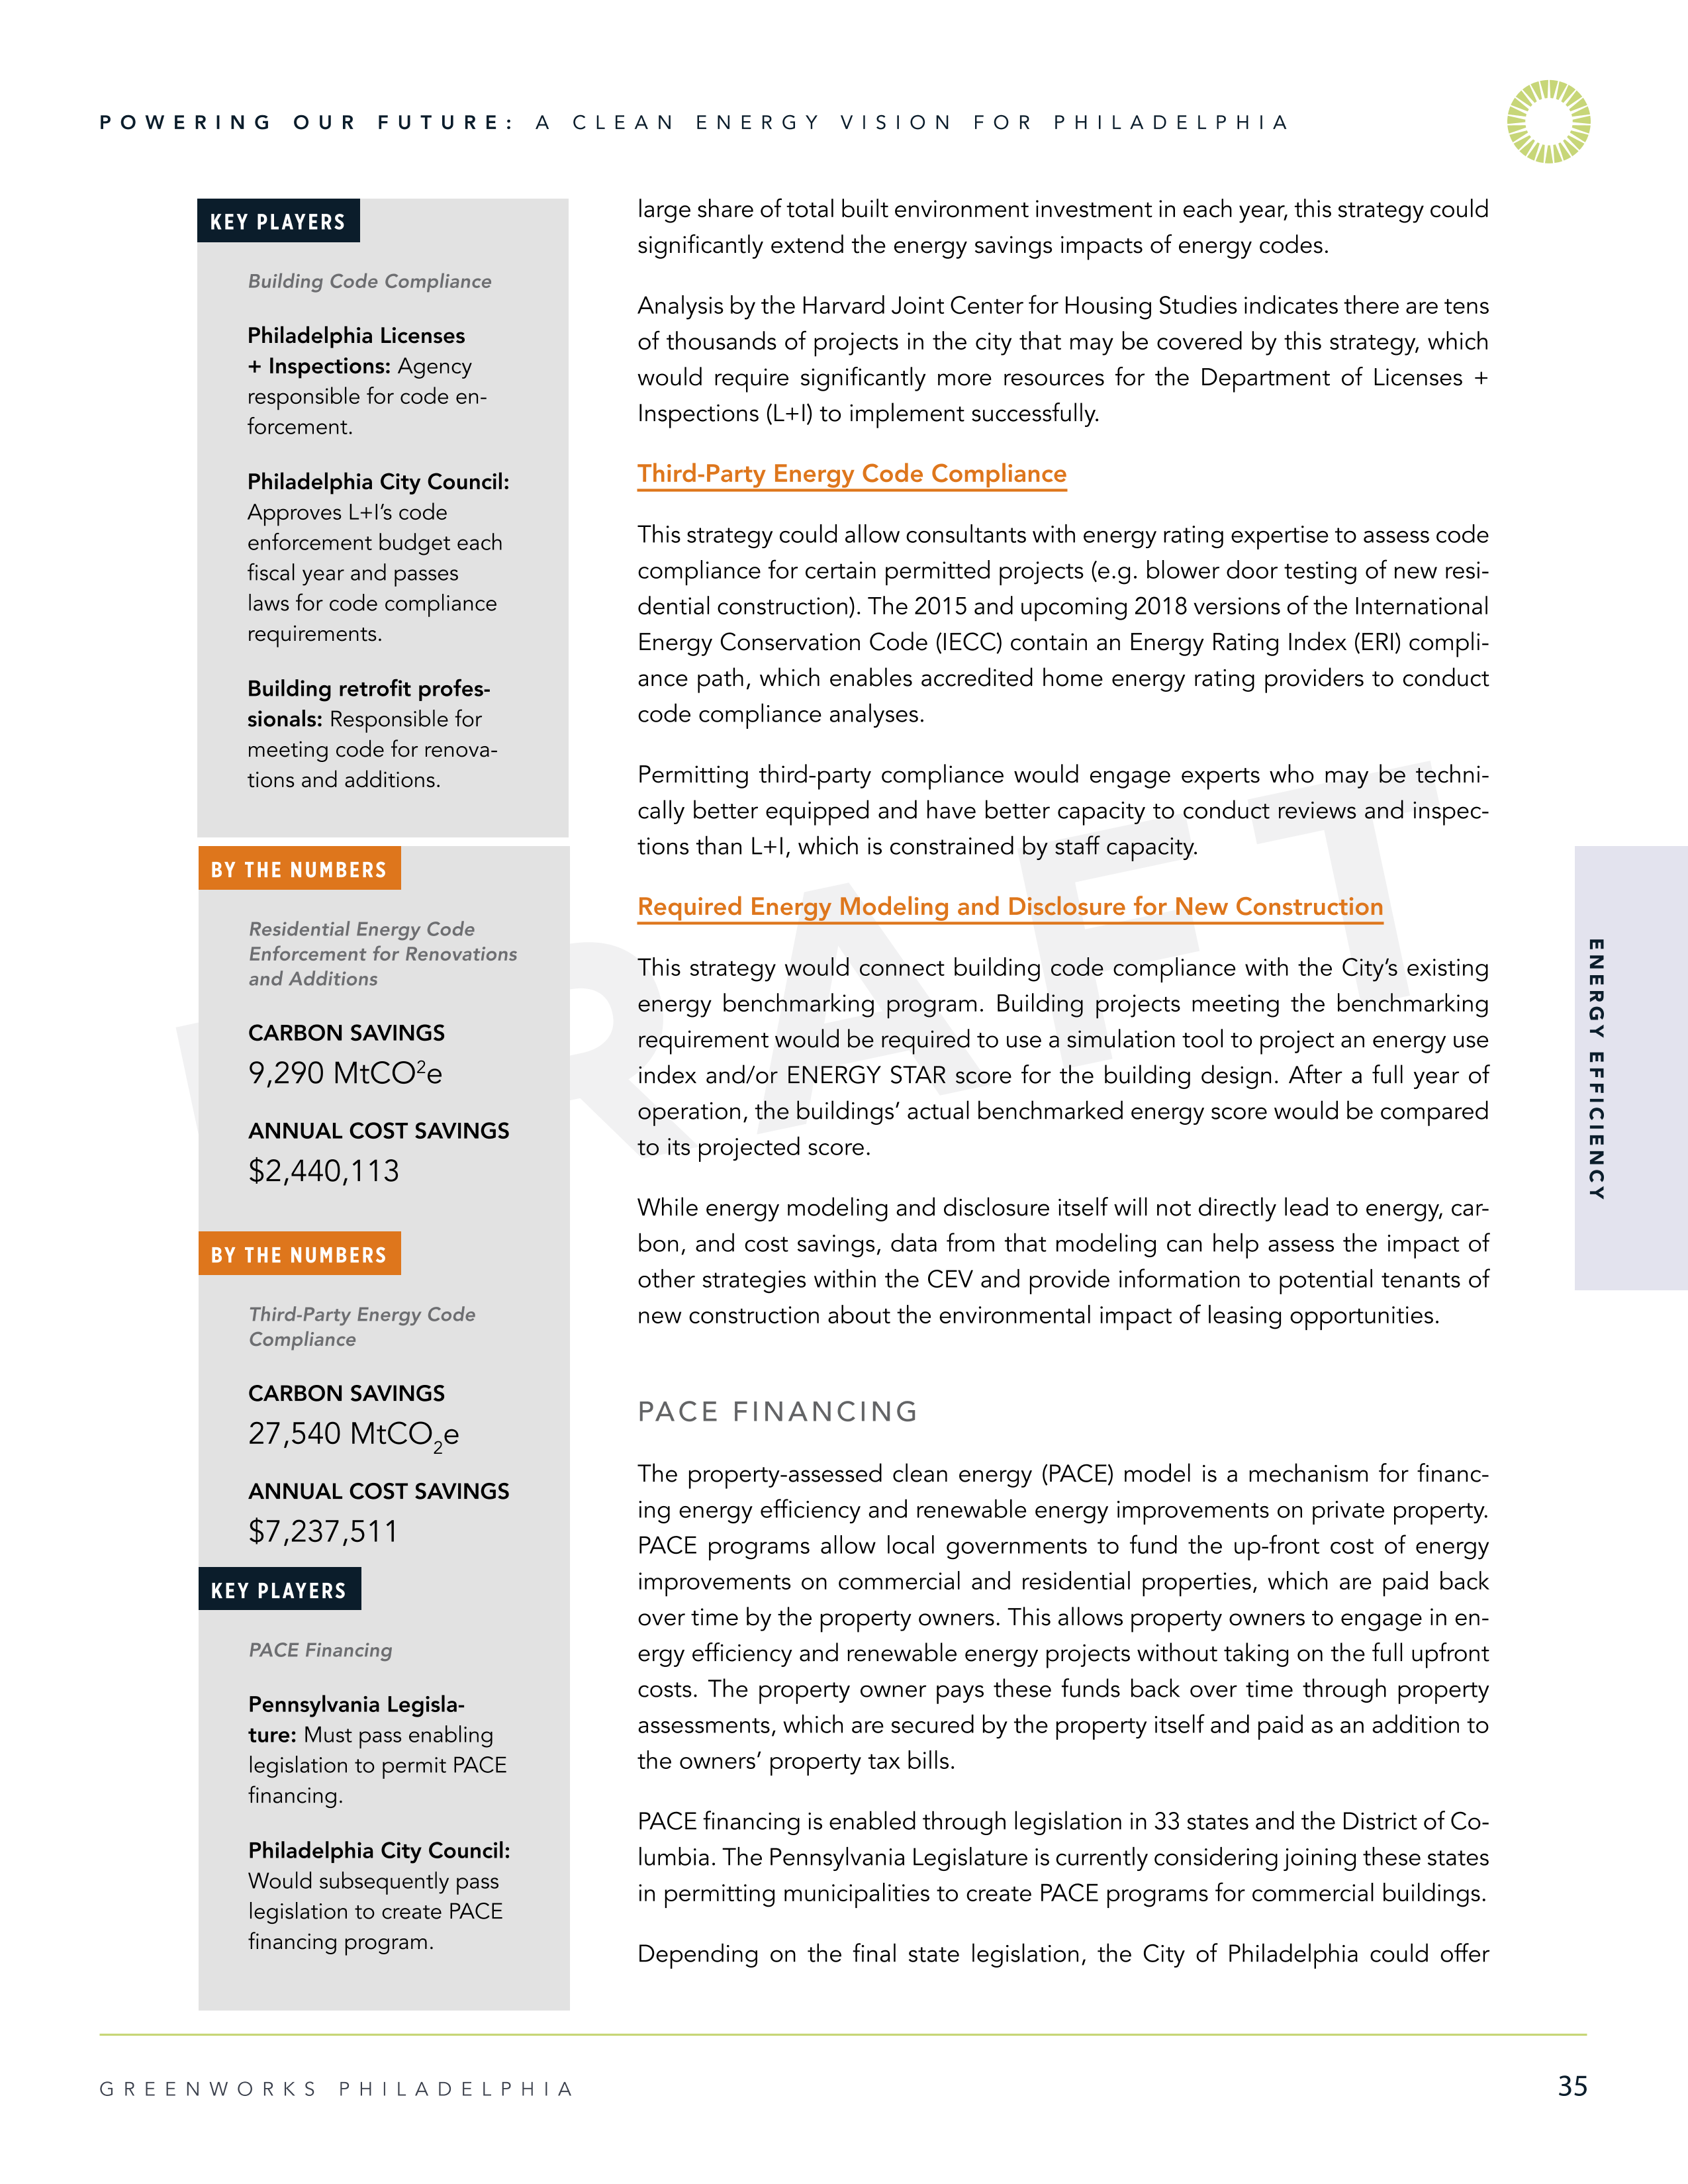 POWERING OUR FUTURE: A CLEAN ENERGY VISION FOR PHILADELPHIA
KEY PLAYERS
Building Code Compliance
Philadelphia Licenses
+ Inspections: Agency
responsible for code en-
forcement.
Philadelphia City Council:
Approves L+I’s code
enforcement budget each
fiscal year and passes
laws for code compliance
requirements.
Building retrofit profes-
sionals: Responsible for
meeting code for renova-
tions and additions.
BY THE NUMBERS
Residential Energy Code
Enforcement for Renovations
and Additions
CARBON SAVINGS
9,290 MtCO²e
ANNUAL COST SAVINGS
$2,440,113
BY THE NUMBERS
Third-Party Energy Code
Compliance
CARBON SAVINGS
27,540 MtCO₂e
ANNUAL COST SAVINGS
$7,237,511
KEY PLAYERS
PACE Financing
Pennsylvania Legisla-
ture: Must pass enabling
legislation to permit PACE
financing.
Philadelphia City Council:
Would subsequently pass
legislation to create PACE
financing program.
large share of total built environment investment in each year, this strategy could
significantly extend the energy savings impacts of energy codes.
Analysis by the Harvard Joint Center for Housing Studies indicates there are tens
of thousands of projects in the city that may be covered by this strategy, which
would require significantly more resources for the Department of Licenses +
Inspections (L+I) to implement successfully.
Third-Party Energy Code Compliance
This strategy could allow consultants with energy rating expertise to assess code
compliance for certain permitted projects (e.g. blower door testing of new resi-
dential construction). The 2015 and upcoming 2018 versions of the International
Energy Conservation Code (IECC) contain an Energy Rating Index (ERI) compli-
ance path, which enables accredited home energy rating providers to conduct
code compliance analyses.
Permitting third-party compliance would engage experts who may be techni-
cally better equipped and have better capacity to conduct reviews and inspec-
tions than L+I, which is constrained by staff capacity.
Required Energy Modeling and Disclosure for New Construction
This strategy would connect building code compliance with the City’s existing
energy benchmarking program. Building projects meeting the benchmarking
requirement would be required to use a simulation tool to project an energy use
index and/or ENERGY STAR score for the building design. After a full year of
operation, the buildings’ actual benchmarked energy score would be compared
to its projected score.
While energy modeling and disclosure itself will not directly lead to energy, car-
bon, and cost savings, data from that modeling can help assess the impact of
other strategies within the CEV and provide information to potential tenants of
new construction about the environmental impact of leasing opportunities.
PACE FINANCING
The property-assessed clean energy (PACE) model is a mechanism for financ-
ing energy efficiency and renewable energy improvements on private property.
PACE programs allow local governments to fund the up-front cost of energy
improvements on commercial and residential properties, which are paid back
over time by the property owners. This allows property owners to engage in en-
ergy efficiency and renewable energy projects without taking on the full upfront
costs. The property owner pays these funds back over time through property
assessments, which are secured by the property itself and paid as an addition to
the owners’ property tax bills.
PACE financing is enabled through legislation in 33 states and the District of Co-
lumbia. The Pennsylvania Legislature is currently considering joining these states
in permitting municipalities to create PACE programs for commercial buildings.
Depending on the final state legislation, the City of Philadelphia could offer
DRAFT
ENERGY EFFICIENCY
GREENWORKS PHILADELPHIA
35